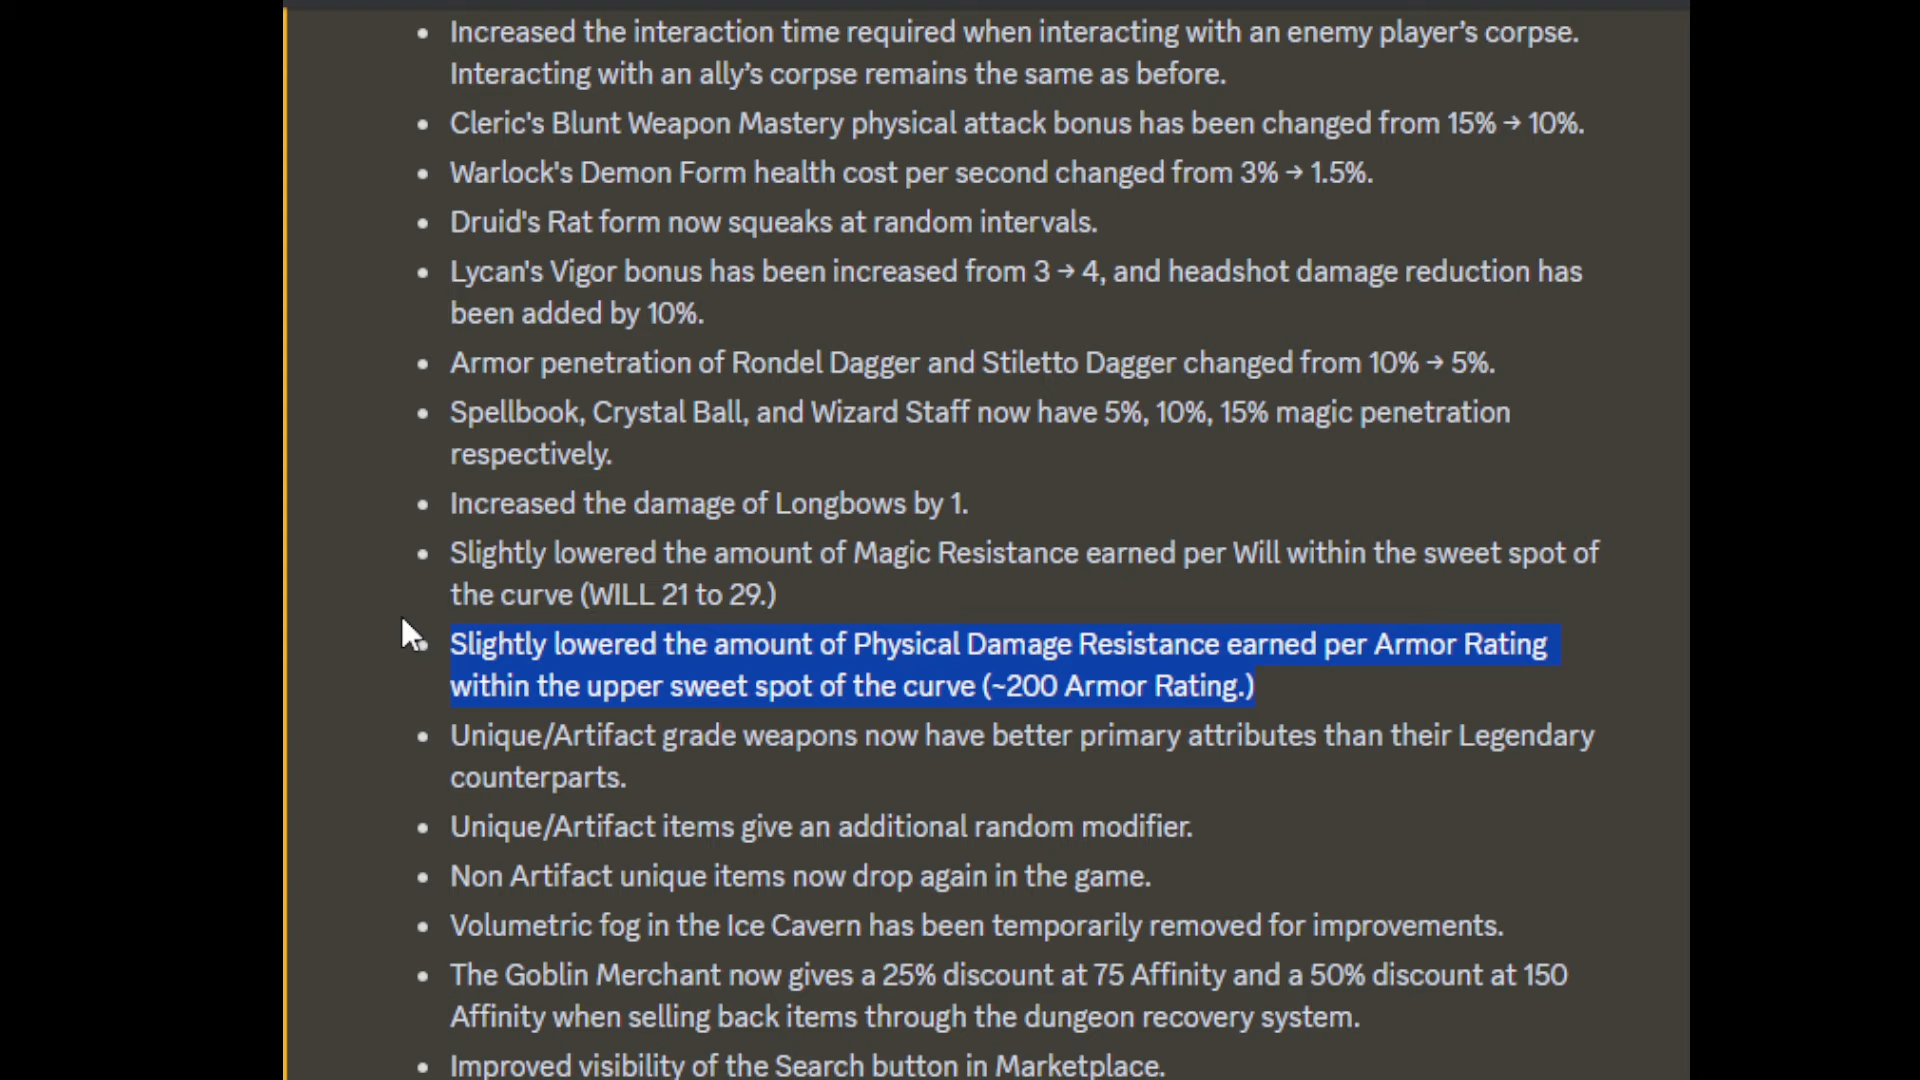 • Increased the interaction time required when interacting with an enemy player’s corpse.
Interacting with an ally’s corpse remains the same as before.
• Cleric's Blunt Weapon Mastery physical attack bonus has been changed from 15% → 10%.
• Warlock's Demon Form health cost per second changed from 3% → 1.5%.
• Druid's Rat form now squeaks at random intervals.
• Lycan's Vigor bonus has been increased from 3 → 4, and headshot damage reduction has
been added by 10%.
• Armor penetration of Rondel Dagger and Stiletto Dagger changed from 10% → 5%.
• Spellbook, Crystal Ball, and Wizard Staff now have 5%, 10%, 15% magic penetration
respectively.
• Increased the damage of Longbows by 1.
• Slightly lowered the amount of Magic Resistance earned per Will within the sweet spot of
the curve (WILL 21 to 29.)
• Slightly lowered the amount of Physical Damage Resistance earned per Armor Rating
within the upper sweet spot of the curve (~200 Armor Rating.)
• Unique/Artifact grade weapons now have better primary attributes than their Legendary
counterparts.
• Unique/Artifact items give an additional random modifier.
• Non Artifact unique items now drop again in the game.
• Volumetric fog in the Ice Cavern has been temporarily removed for improvements.
• The Goblin Merchant now gives a 25% discount at 75 Affinity and a 50% discount at 150
Affinity when selling back items through the dungeon recovery system.
• Improved visibility of the Search button in Marketplace.